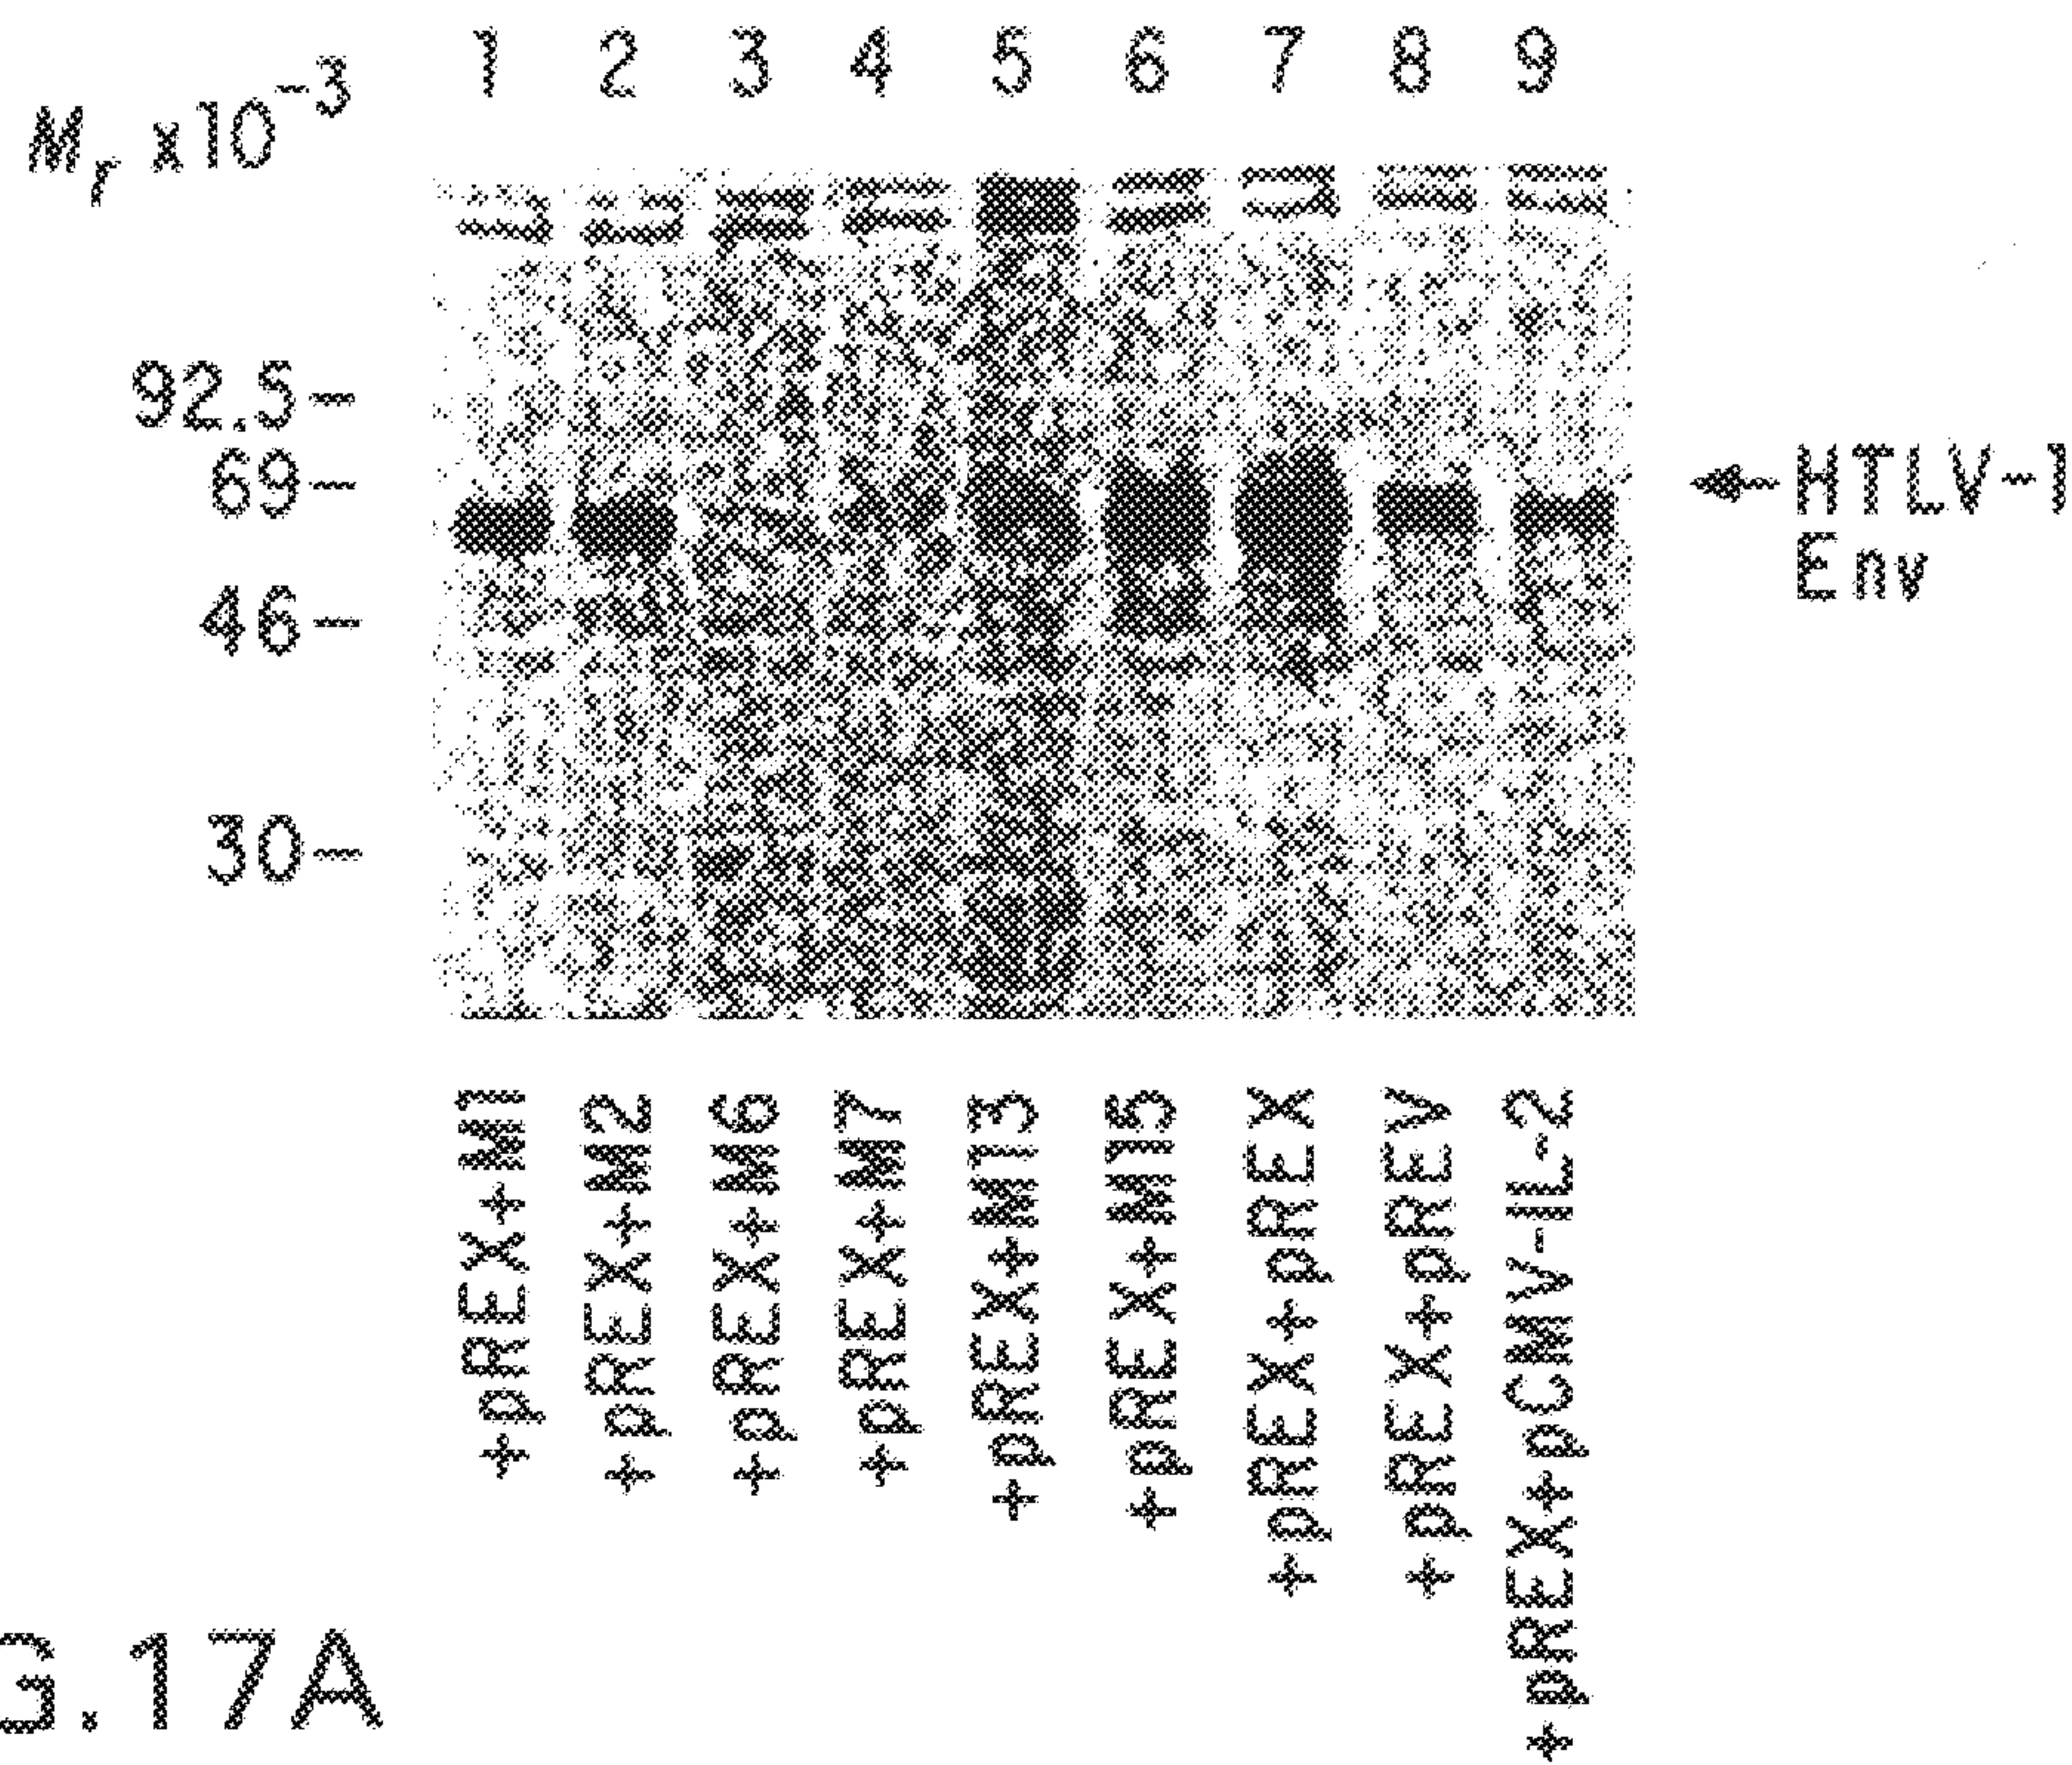 1 2 3 4 5 6 7 8 9
Mr x10-3
92.5-
69-
46-
30-
HTLV-1
Env
+pREX+M1
+pREX+M2
+pREX+M6
+pREX+M7
+pREX+M13
+pREX+M15
+pREX+pREX
+pREX+pREV
+pREX+pCMV-IL-2
G.17A